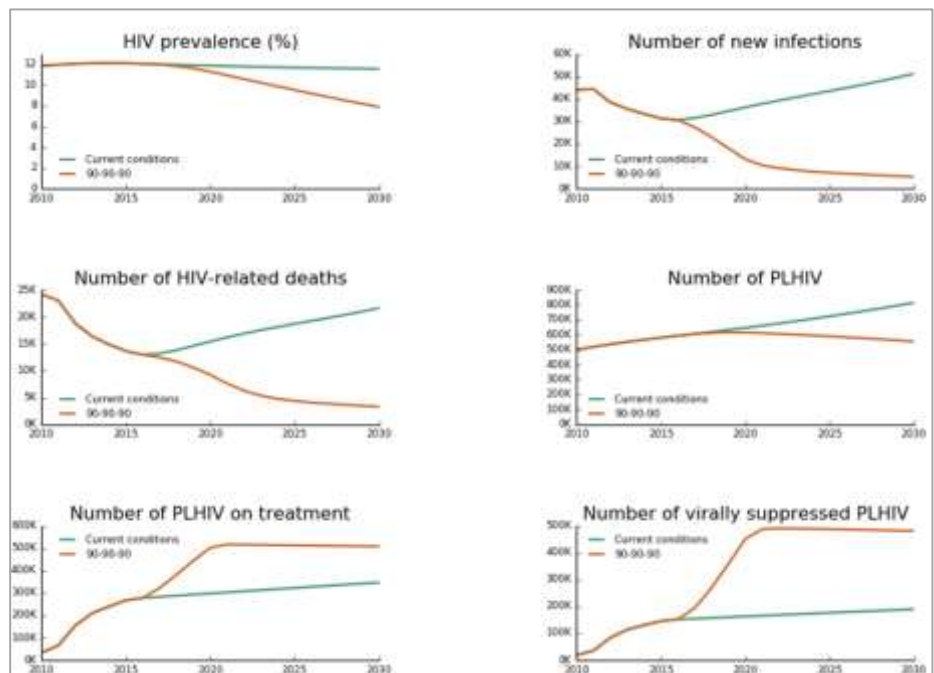 HIV prevalence (%)
12
10
8
6
4
2
0
Current conditions
90-90-90
2010 2015 2020 2025 2030
Number of new infections
60K
50K
40K
30K
20K
10K
0K
Current conditions
90-90-90
2010 2015 2020 2025 2030
Number of HIV-related deaths
25K
20K
15K
10K
5K
0K
Current conditions
90-90-90
2010 2015 2020 2025 2030
Number of PLHIV
900K
800K
700K
600K
500K
400K
300K
200K
100K
0K
Current conditions
90-90-90
2010 2015 2020 2025 2030
Number of PLHIV on treatment
600K
500K
400K
300K
200K
100K
0K
Current conditions
90-90-90
2010 2015 2020 2025 2030
Number of virally suppressed PLHIV
500K
400K
300K
200K
100K
0K
Current conditions
90-90-90
2010 2015 2020 2025 2030